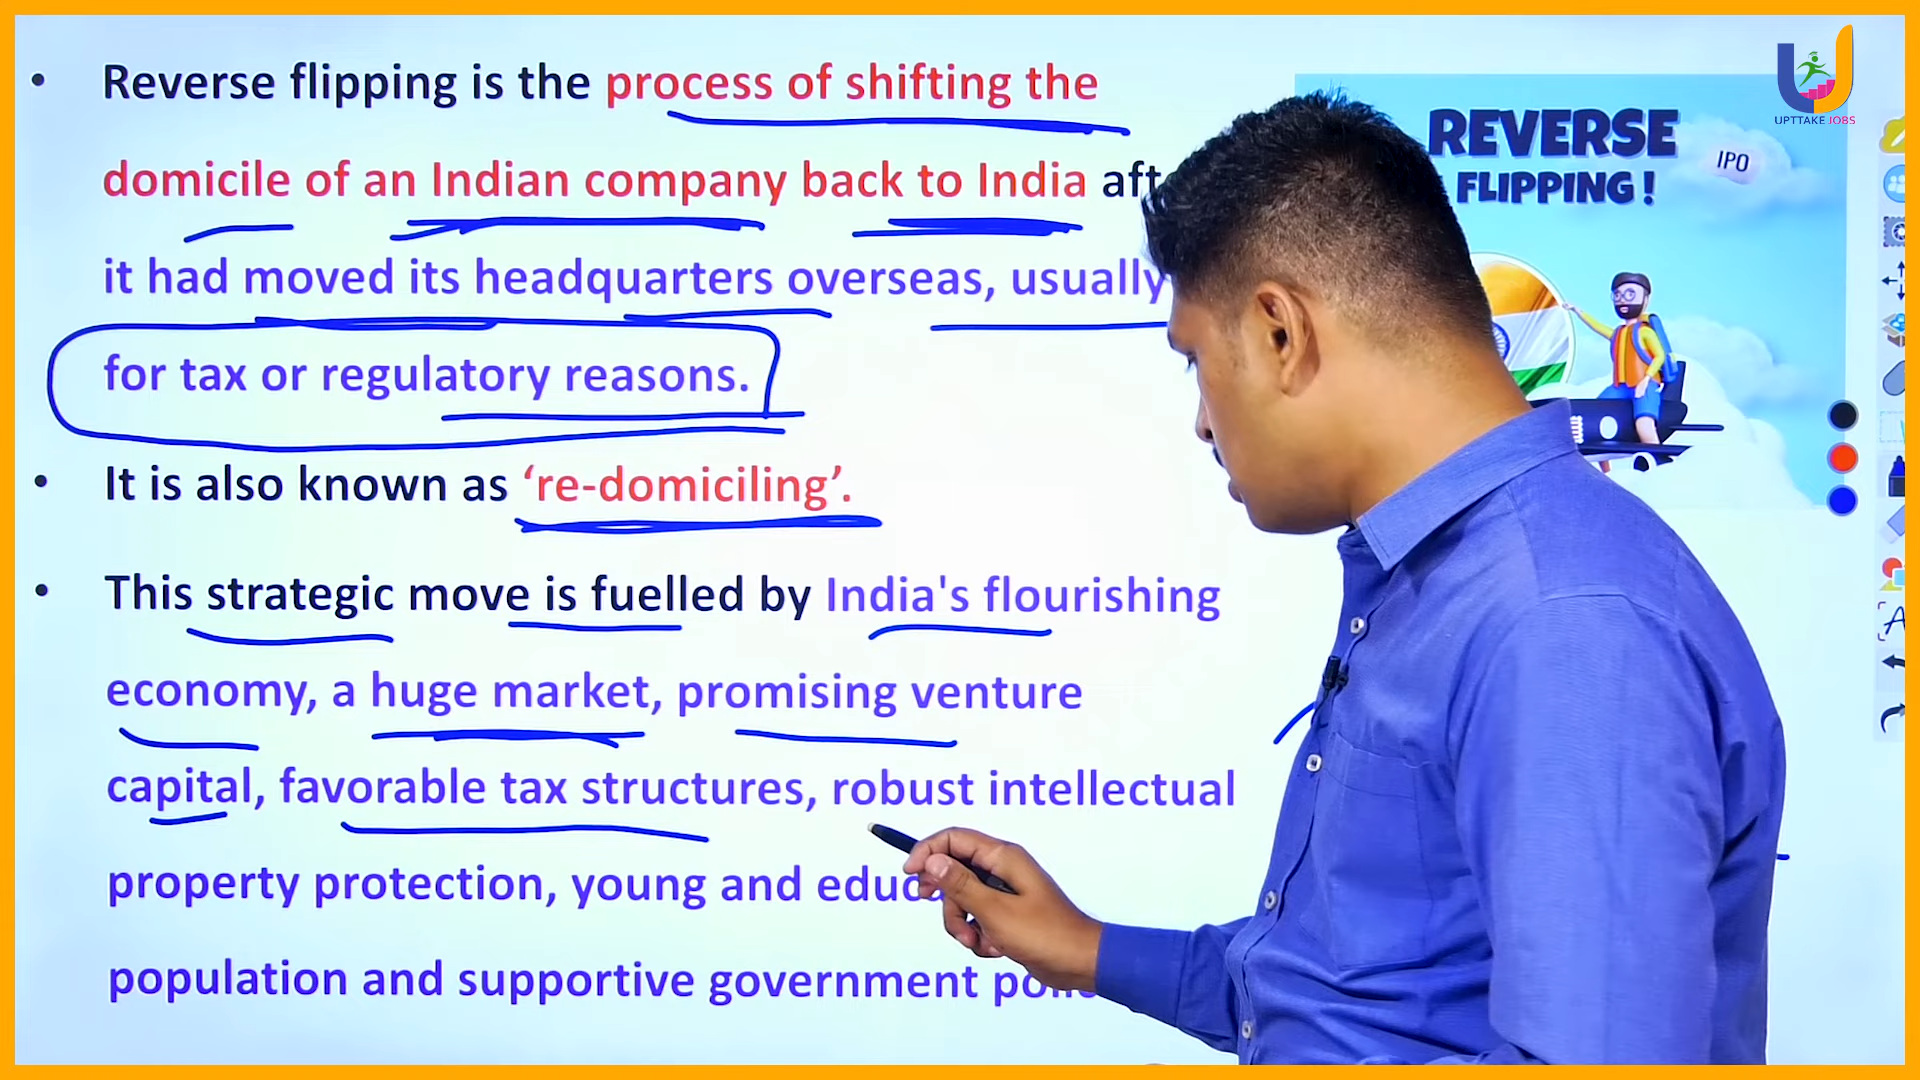 • Reverse flipping is the process of shifting the
domicile of an Indian company back to India
it had moved its headquarters overseas, usually
for tax or regulatory reasons.
• It is also known as ‘re-domiciling’.
• This strategic move is fuelled by India's flourishing
economy, a huge market, promising venture
capital, favorable tax structures, robust intellectual
property protection, young and
population and supportive government
REVERSE
FLIPPING!
IPO
UPTTAKE JOBS